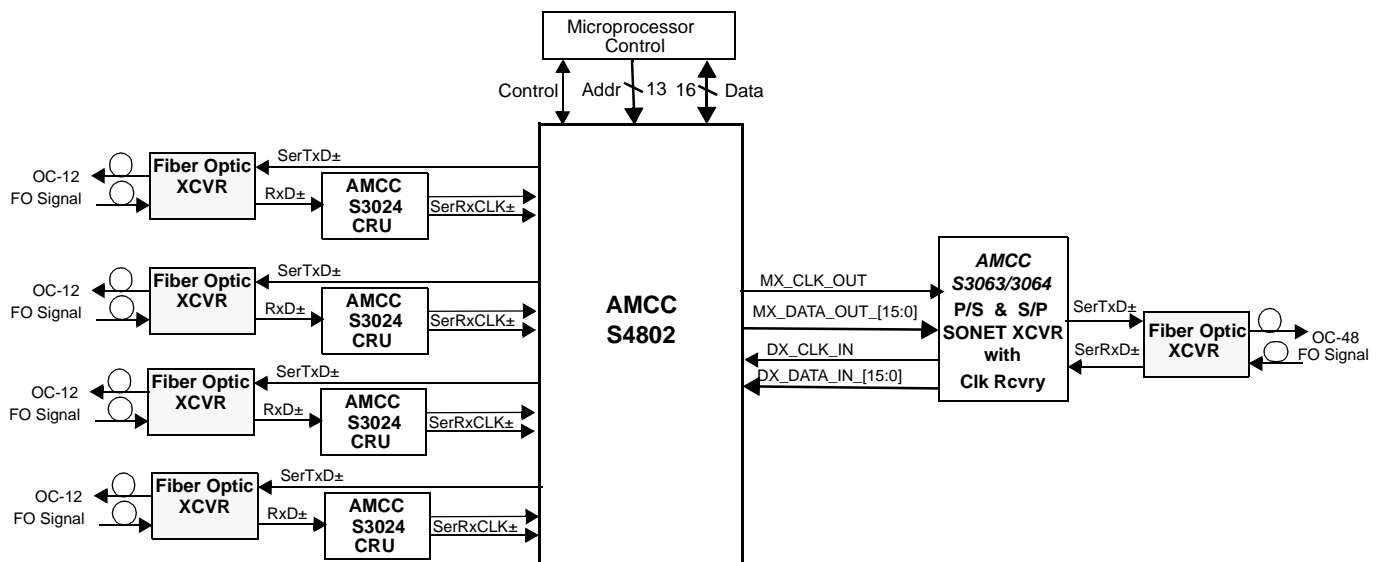 Microprocessor
Control
Control
Addr
13
16
Data
OC-12
FO Signal
Fiber Optic
XCVR
SerTxD±
RxD±
AMCC
S3024
CRU
SerRxCLK±
OC-12
FO Signal
Fiber Optic
XCVR
SerTxD±
RxD±
AMCC
S3024
CRU
SerRxCLK±
OC-12
FO Signal
Fiber Optic
XCVR
SerTxD±
RxD±
AMCC
S3024
CRU
SerRxCLK±
OC-12
FO Signal
Fiber Optic
XCVR
SerTxD±
RxD±
AMCC
S3024
CRU
SerRxCLK±
AMCC
S4802
MX_CLK_OUT
MX_DATA_OUT_[15:0]
DX_CLK_IN
DX_DATA_IN_[15:0]
AMCC
S3063/3064
P/S & S/P
SONET XCVR
with
Clk Rcvry
SerTxD±
SerRxD±
Fiber Optic
XCVR
OC-48
FO Signal